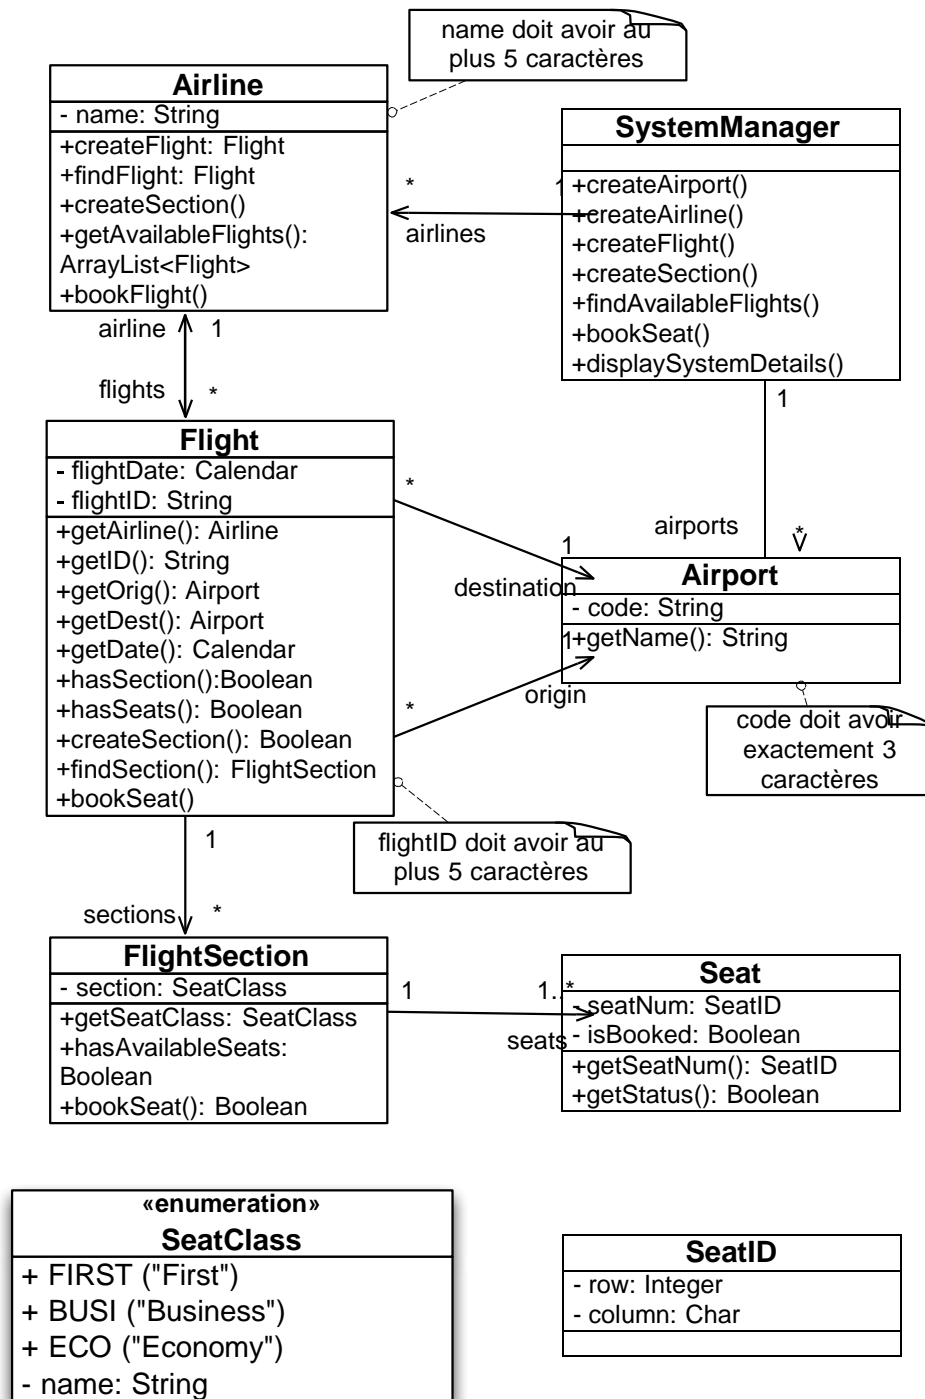 name doit avoir au
plus 5 caractères
Airline
- name: String
+createFlight: Flight
+findFlight: Flight
+createSection()
+getAvailableFlights():
ArrayList<Flight>
+bookFlight()
SystemManager
+createAirport()
+createAirline()
+createFlight()
+createSection()
+findAvailableFlights()
+bookSeat()
+displaySystemDetails()
*
1
airlines
airline
1
flights
*
1
airports
*
Flight
- flightDate: Calendar
- flightID: String
+getAirline(): Airline
+getID(): String
+getOrig(): Airport
+getDest(): Airport
+getDate(): Calendar
+hasSection():Boolean
+hasSeats(): Boolean
+createSection(): Boolean
+findSection(): FlightSection
+bookSeat()
*
1
destination
*
1
origin
Airport
- code: String
+getName(): String
code doit avoir
exactement 3
caractères
flightID doit avoir au
plus 5 caractères
1
sections
*
FlightSection
- section: SeatClass
+getSeatClass: SeatClass
+hasAvailableSeats:
Boolean
+bookSeat(): Boolean
1
1..*
seats
Seat
- seatNum: SeatID
- isBooked: Boolean
+getSeatNum(): SeatID
+getStatus(): Boolean
«enumeration»
SeatClass
+ FIRST ("First")
+ BUSI ("Business")
+ ECO ("Economy")
- name: String
SeatID
- row: Integer
- column: Char